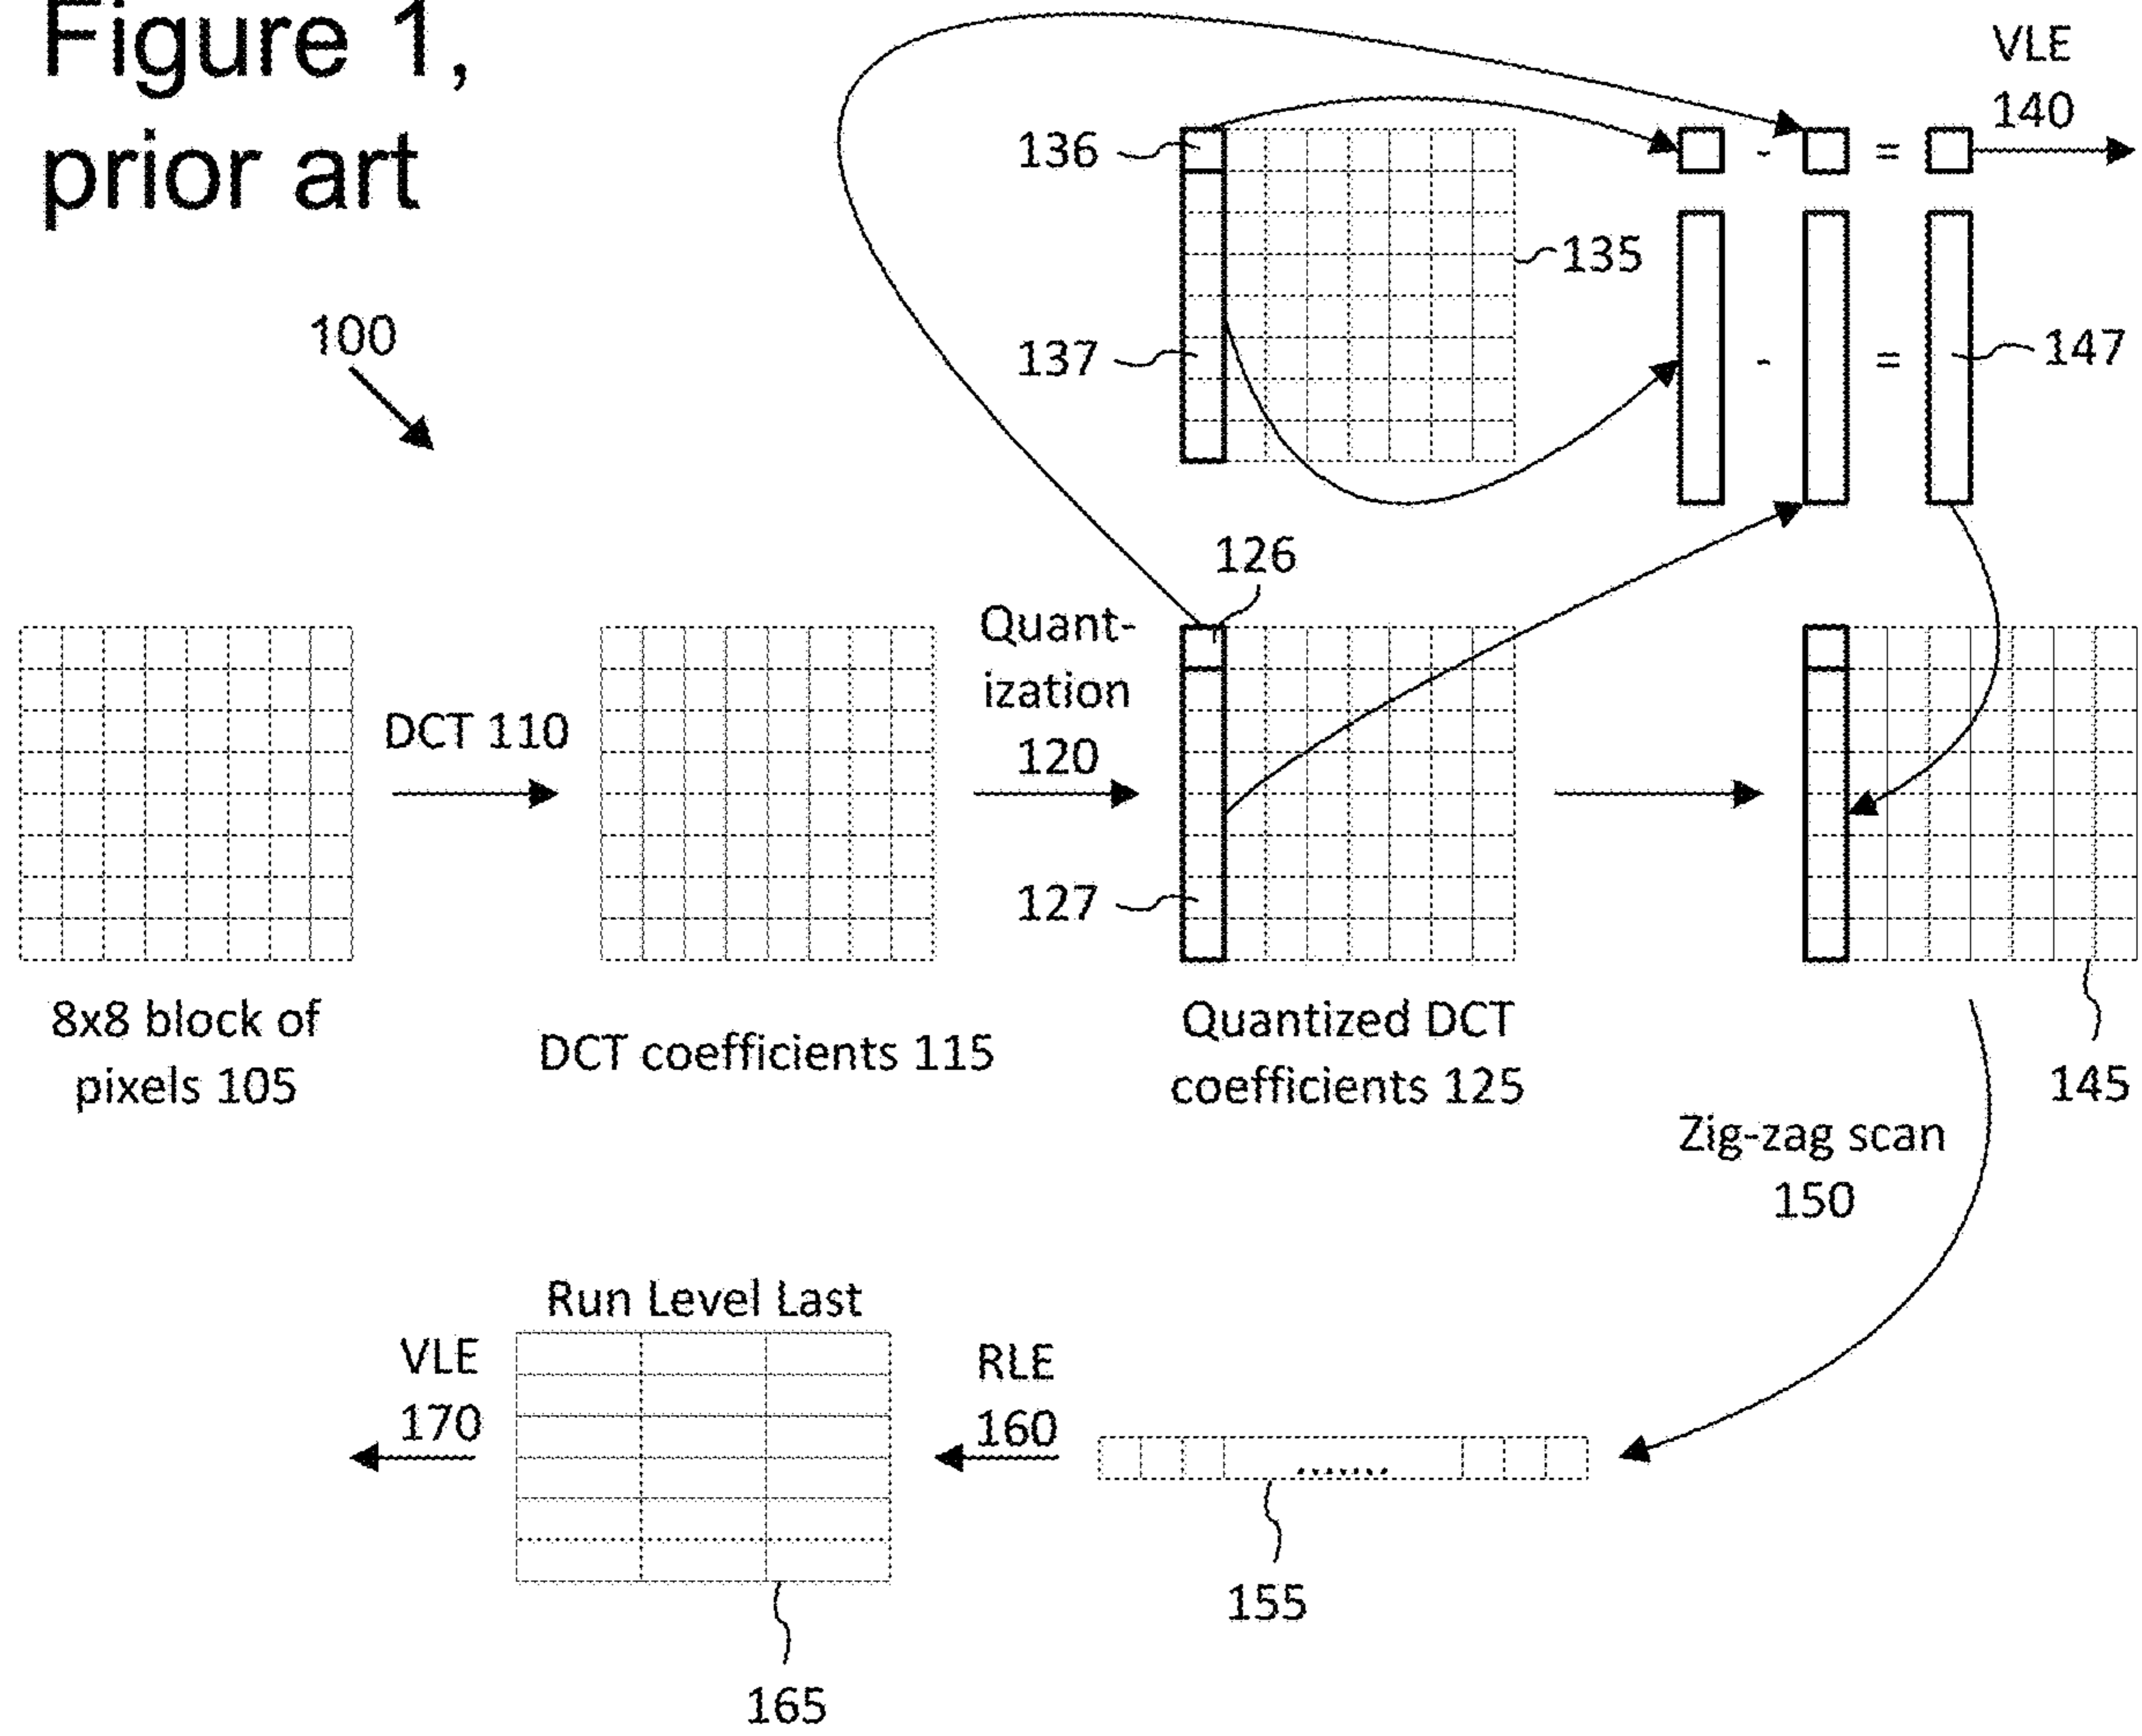 Figure 1,
prior art
100
136
137
135
-
=
VLE
140
-
=
147
126
DCT 110
Quant-
ization
120
127
8x8 block of
pixels 105
DCT coefficients 115
Quantized DCT
coefficients 125
145
Zig-zag scan
150
Run Level Last
VLE
170
RLE
160
.......
155
165